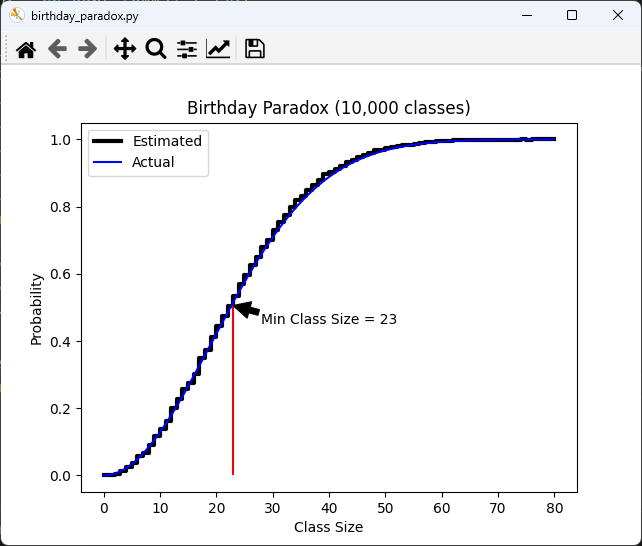 birthday_paradox.py
Birthday Paradox (10,000 classes)
Estimated
Actual
1.0
0.8
0.6
0.4
0.2
0.0
Probability
Min Class Size = 23
0 10 20 30 40 50 60 70 80
Class Size